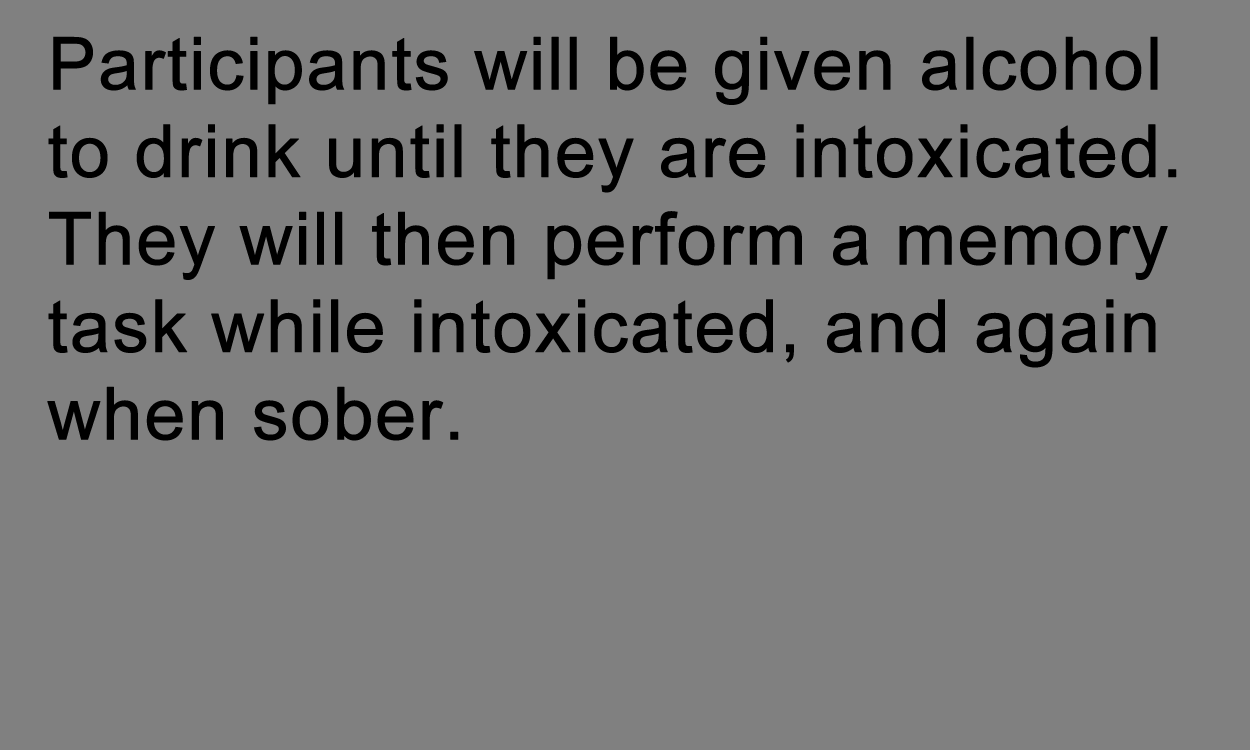 Participants will be given alcohol
to drink until they are intoxicated.
They will then perform a memory
task while intoxicated, and again
when sober.